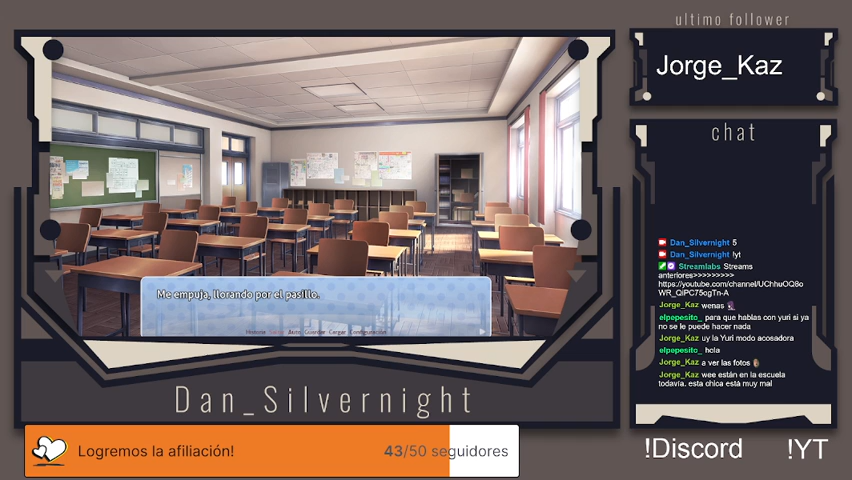 ultimo follower
Jorge_Kaz
chat
Dan_Silvernight 5
Dan_Silvernight !yt
Streamlabs Streams
anteriores>>>>>>>>>
https://youtube.com/channel/UChhuOQ8o
WR_QiPC75ogTn-A
Jorge_Kaz wenas
elpepesito_ para que hablas con yuri si ya
no se le puede hacer nada
Jorge_Kaz uy la Yuri modo acosadora
elpepesito_ hola
Jorge_Kaz a ver las fotos
Jorge_Kaz wee están en la escuela
todavía. esta chica está muy mal
Me empuja, llorando por el pasillo.
Historia Saltar Auto Guardar Cargar Configuración
Dan_Silvernight
Logremos la afiliación! 43/50 seguidores
!Discord !YT